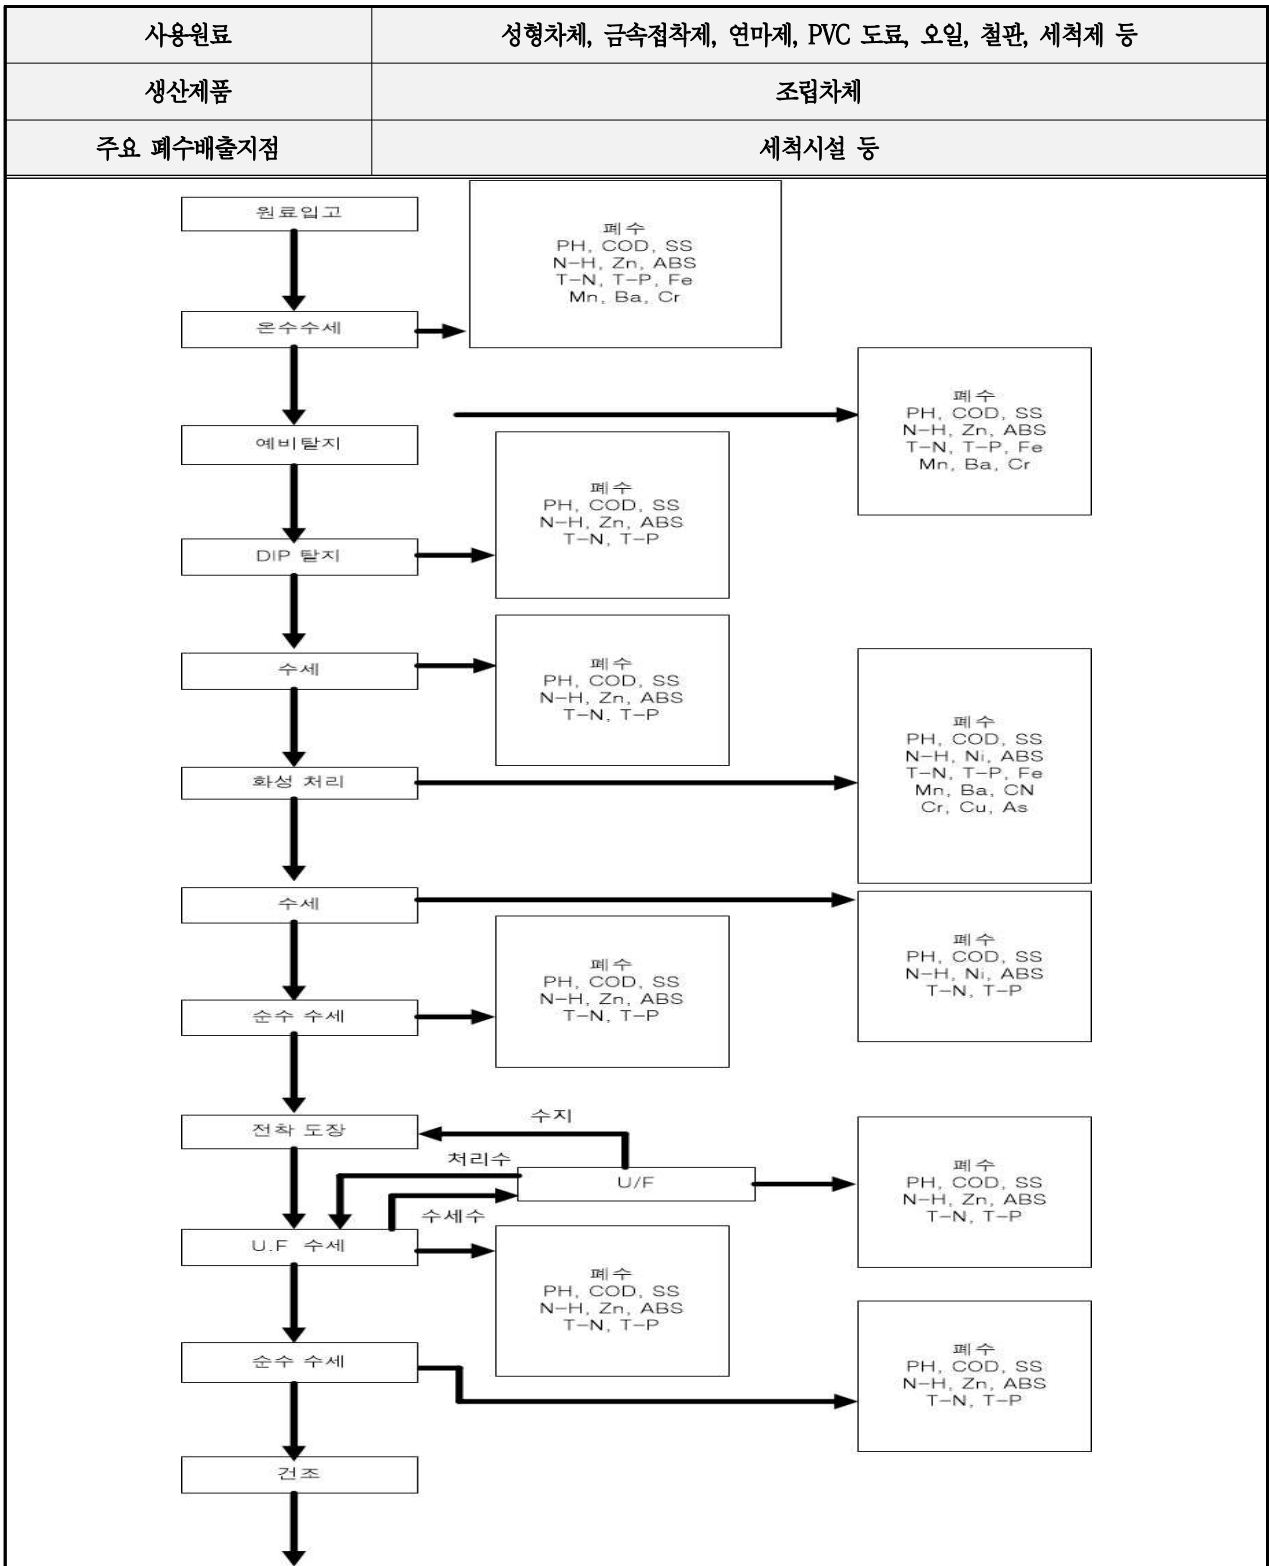 사용원료 성형차체, 금속접착제, 연마제, PVC 도료, 오일, 철판, 세척제 등
생산제품 조립차체
주요 폐수배출지점 세척시설 등
원료입고
폐수
PH, COD, SS
N-H, Zn, ABS
T-N, T-P, Fe
Mn, Ba, Cr
온수수세
폐수
PH, COD, SS
N-H, Zn, ABS
T-N, T-P, Fe
Mn, Ba, Cr
예비탈지
폐수
PH, COD, SS
N-H, Zn, ABS
T-N, T-P
DIP 탈지
수세
폐수
PH, COD, SS
N-H, Zn, ABS
T-N, T-P
화성 처리
폐수
PH, COD, SS
N-H, Ni, ABS
T-N, T-P, Fe
Mn, Ba, CN
Cr, Cu, As
수세
폐수
PH, COD, SS
N-H, Ni, ABS
T-N, T-P
순수 수세
폐수
PH, COD, SS
N-H, Zn, ABS
T-N, T-P
전착 도장
수지
처리수
U/F
폐수
PH, COD, SS
N-H, Zn, ABS
T-N, T-P
수세수
U.F 수세
폐수
PH, COD, SS
N-H, Zn, ABS
T-N, T-P
순수 수세
폐수
PH, COD, SS
N-H, Zn, ABS
T-N, T-P
건조